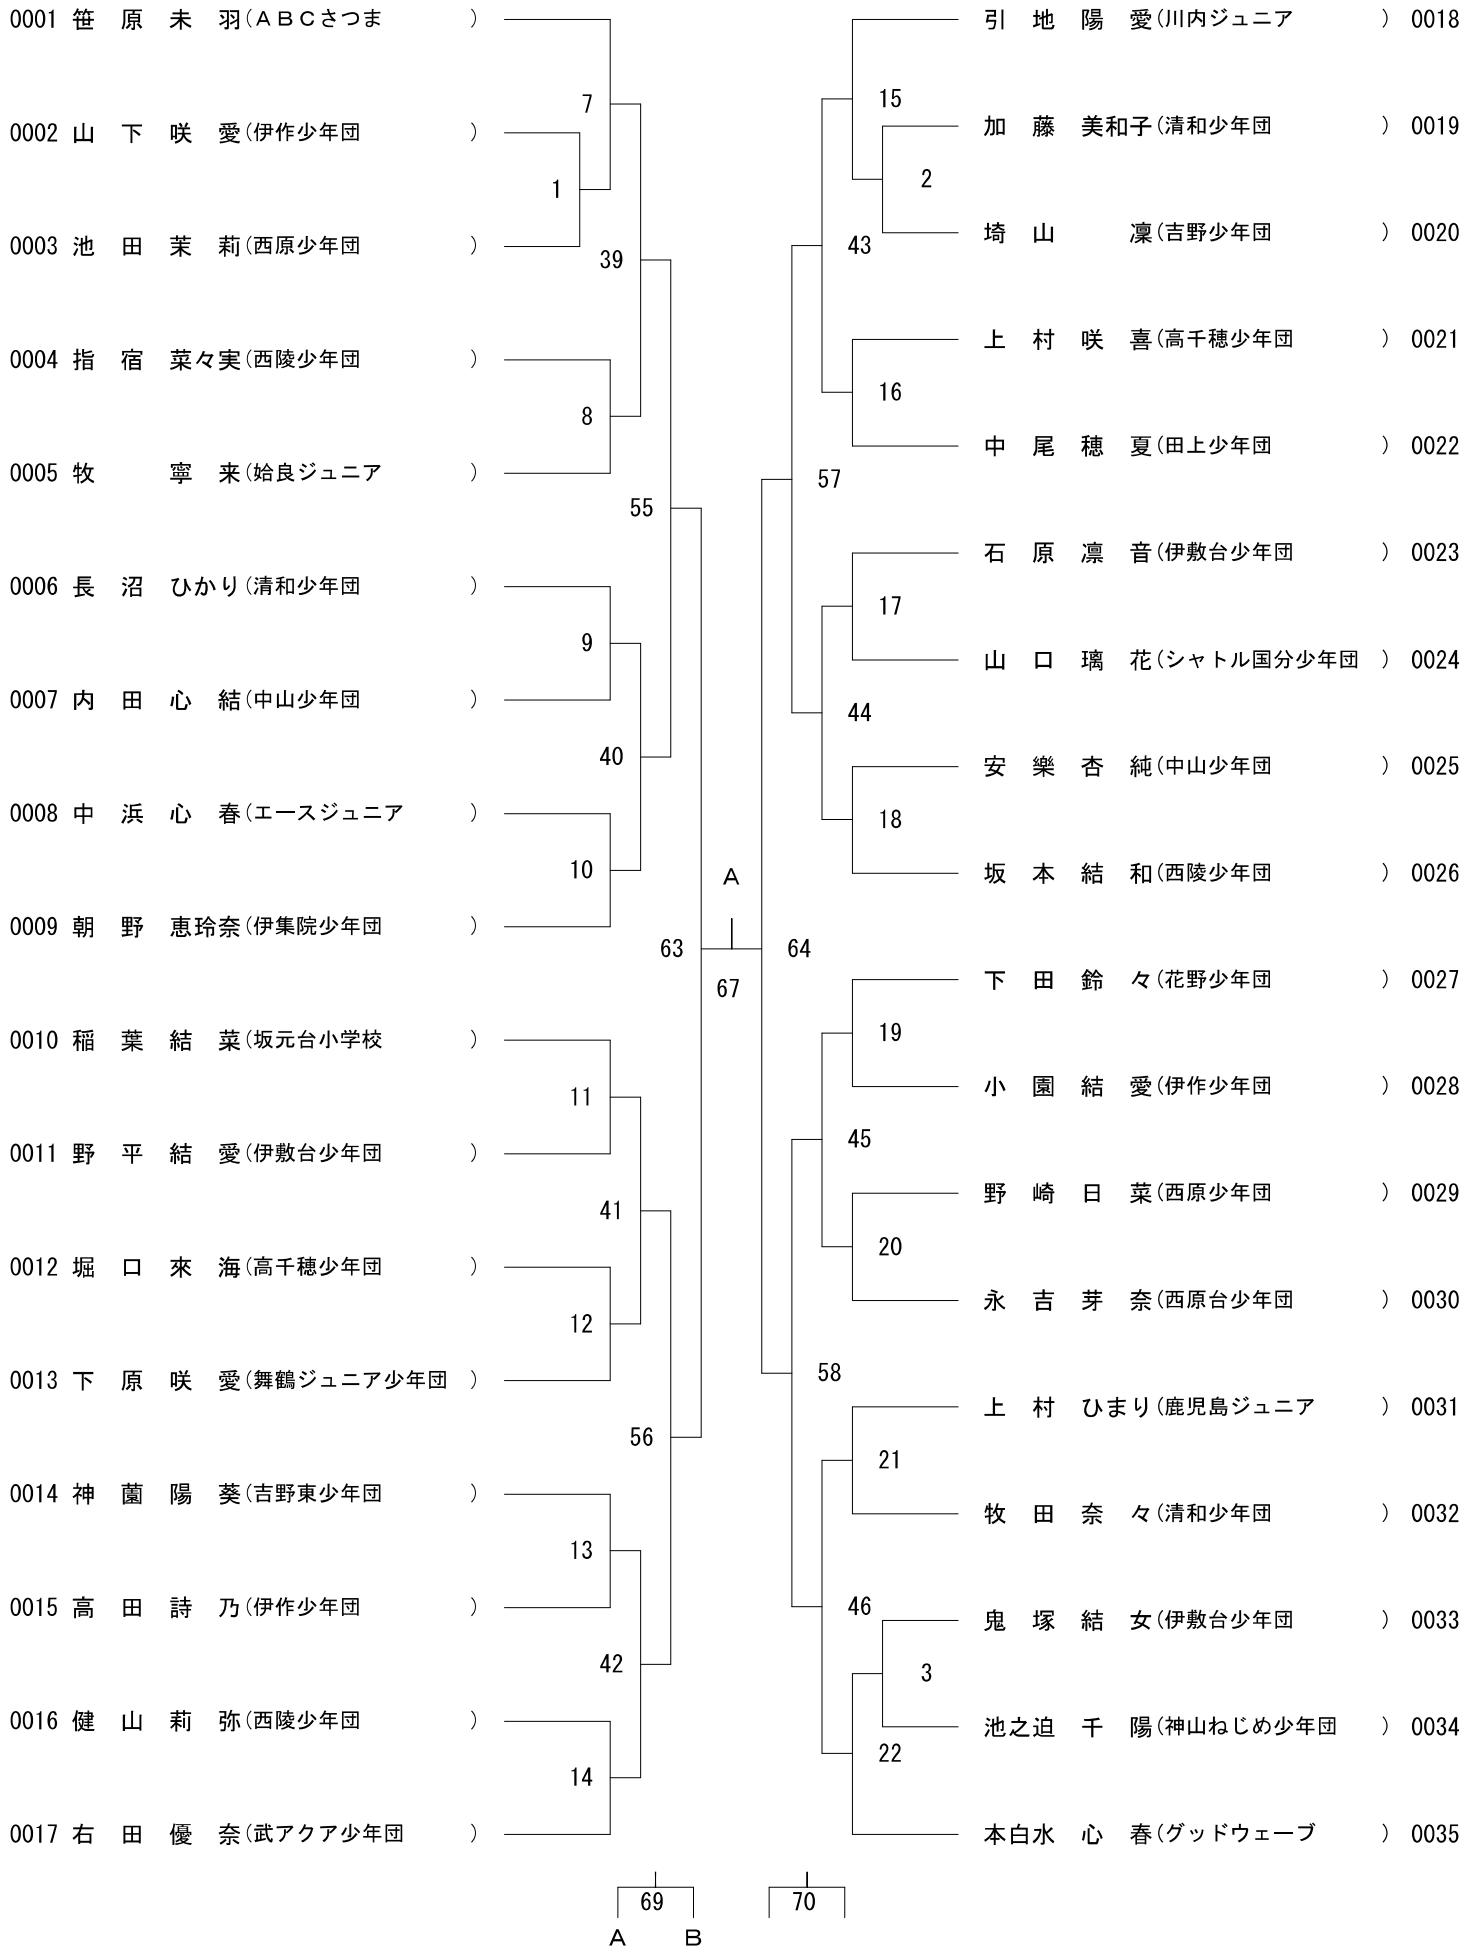 0001 笹 原 未 羽(ＡＢＣさつま )
7
0002 山 下 咲 愛(伊作少年団 )
1
0003 池 田 茉 莉(西原少年団 )
39
0004 指 宿 菜々実(西陵少年団 )
8
0005 牧 寧 来(姶良ジュニア )
55
0006 長 沼 ひかり(清和少年団 )
9
0007 内 田 心 結(中山少年団 )
40
0008 中 浜 心 春(エースジュニア )
10
0009 朝 野 恵玲奈(伊集院少年団 )
63
0010 稲 葉 結 菜(坂元台小学校 )
11
0011 野 平 結 愛(伊敷台少年団 )
41
0012 堀 口 來 海(高千穂少年団 )
12
0013 下 原 咲 愛(舞鶴ジュニア少年団 )
56
0014 神 薗 陽 葵(吉野東少年団 )
13
0015 高 田 詩 乃(伊作少年団 )
42
0016 健 山 莉 弥(西陵少年団 )
14
0017 右 田 優 奈(武アクア少年団 )
A
67
引 地 陽 愛(川内ジュニア ) 0018
15
加 藤 美和子(清和少年団 ) 0019
2
埼 山 凜(吉野少年団 ) 0020
43
上 村 咲 喜(高千穂少年団 ) 0021
16
中 尾 穂 夏(田上少年団 ) 0022
57
石 原 凛 音(伊敷台少年団 ) 0023
17
山 口 璃 花(シャトル国分少年団 ) 0024
44
安 樂 杏 純(中山少年団 ) 0025
18
坂 本 結 和(西陵少年団 ) 0026
64
下 田 鈴 々(花野少年団 ) 0027
19
小 園 結 愛(伊作少年団 ) 0028
45
野 崎 日 菜(西原少年団 ) 0029
20
永 吉 芽 奈(西原台少年団 ) 0030
58
上 村 ひまり(鹿児島ジュニア ) 0031
21
牧 田 奈 々(清和少年団 ) 0032
46
鬼 塚 結 女(伊敷台少年団 ) 0033
3
池之迫 千 陽(神山ねじめ少年団 ) 0034
22
本白水 心 春(グッドウェーブ ) 0035
69 70
A B